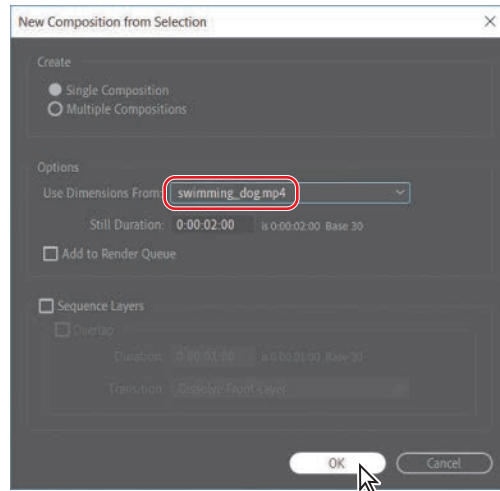 New Composition from Selection
Create
Single Composition
Multiple Compositions
Options
Use Dimensions From: swimming_dog.mp4
Still Duration: 0:00:02:00 is 0:00:02:00 Base 30
Add to Render Queue
Sequence Layers
Overlap
Duration: 0:00:01:00 is 0:00:01:00 Base 30
Transition: Dissolve Front Layer
OK Cancel